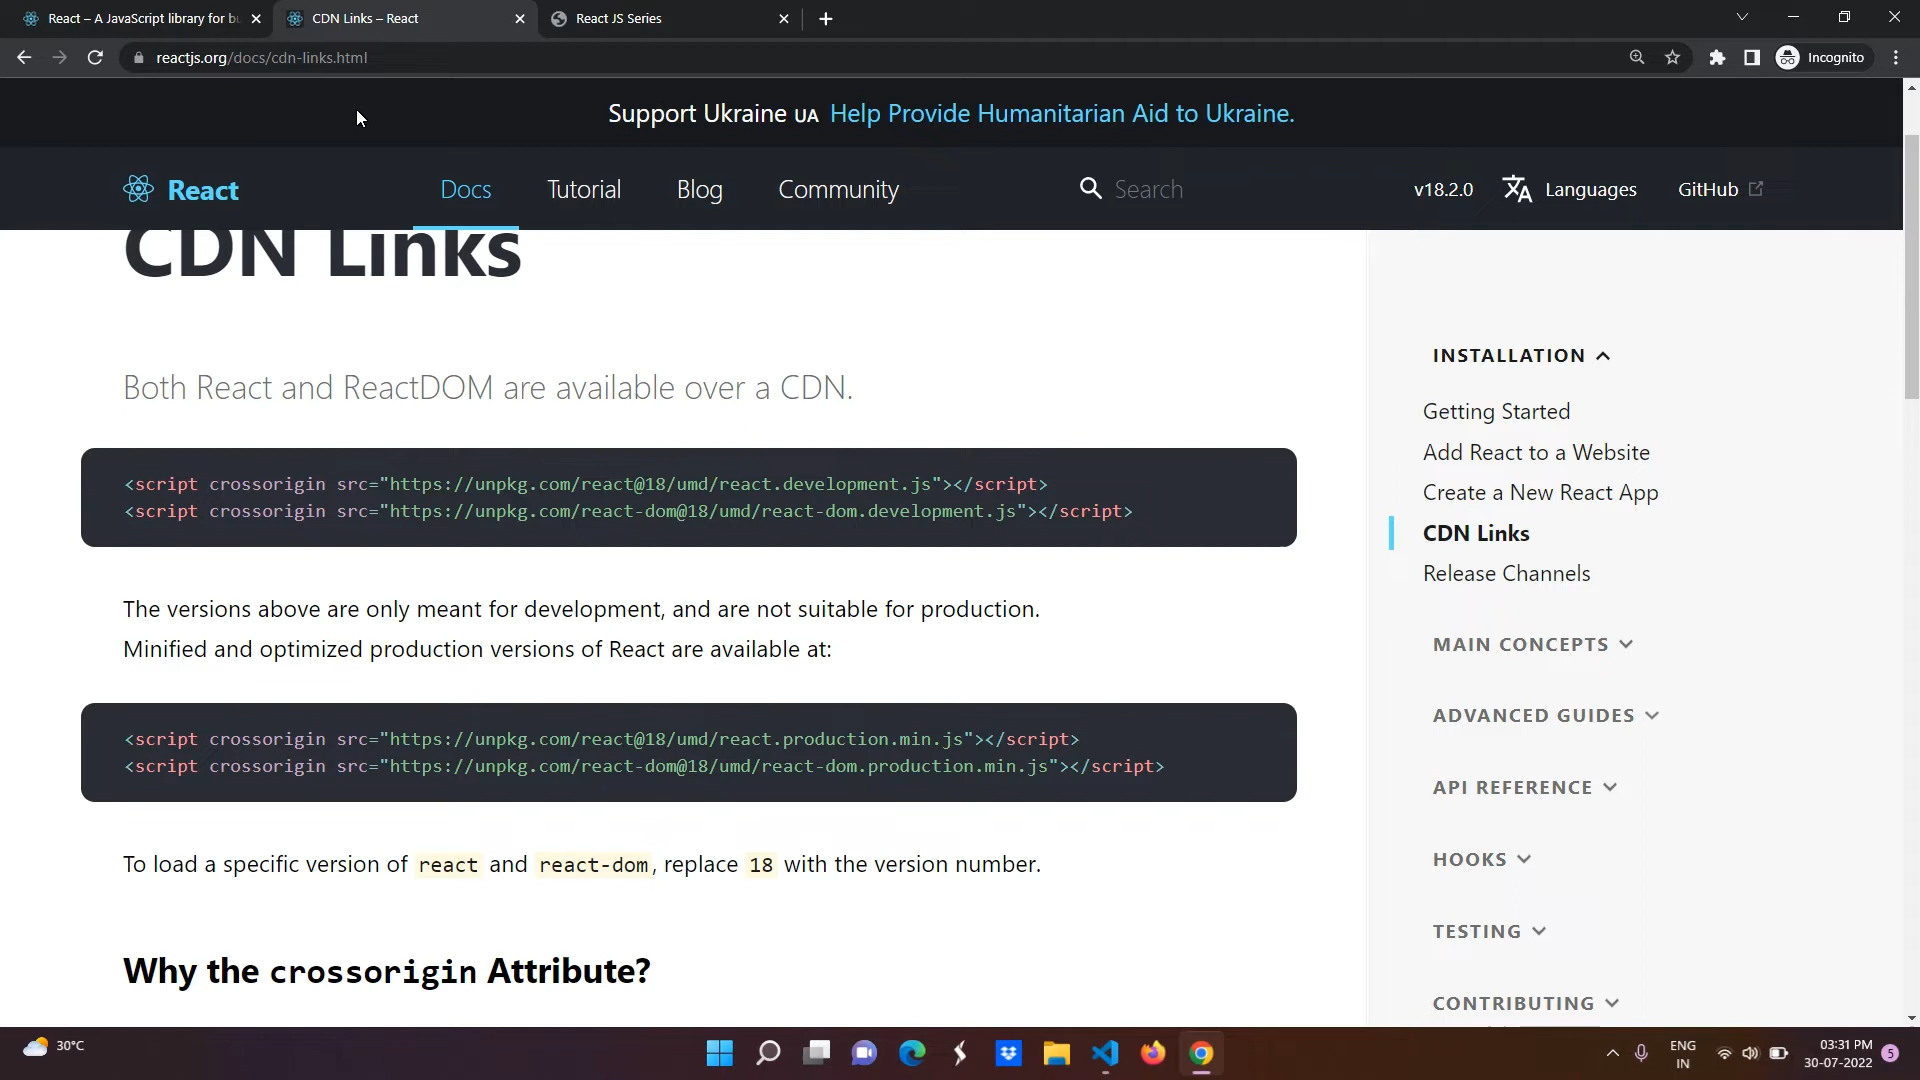 React – A JavaScript library for bu
CDN Links – React
React JS Series
reactjs.org/docs/cdn-links.html
Incognito
Support Ukraine UA Help Provide Humanitarian Aid to Ukraine.
React
Docs
Tutorial
Blog
Community
Search
v18.2.0
Languages
GitHub
CDN Links
Both React and ReactDOM are available over a CDN.
<script crossorigin src="https://unpkg.com/react@18/umd/react.development.js"></script>
<script crossorigin src="https://unpkg.com/react-dom@18/umd/react-dom.development.js"></script>
The versions above are only meant for development, and are not suitable for production.
Minified and optimized production versions of React are available at:
<script crossorigin src="https://unpkg.com/react@18/umd/react.production.min.js"></script>
<script crossorigin src="https://unpkg.com/react-dom@18/umd/react-dom.production.min.js"></script>
To load a specific version of react and react-dom, replace 18 with the version number.
Why the crossorigin Attribute?
INSTALLATION
Getting Started
Add React to a Website
Create a New React App
CDN Links
Release Channels
MAIN CONCEPTS
ADVANCED GUIDES
API REFERENCE
HOOKS
TESTING
CONTRIBUTING
30°C
ENG
IN
03:31 PM
30-07-2022
5